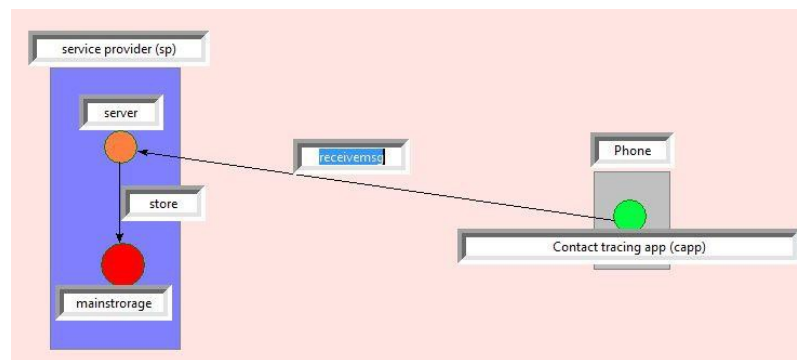 service provider (sp)
server
receivemsg
Phone
store
Contact tracing app (capp)
mainstrorage